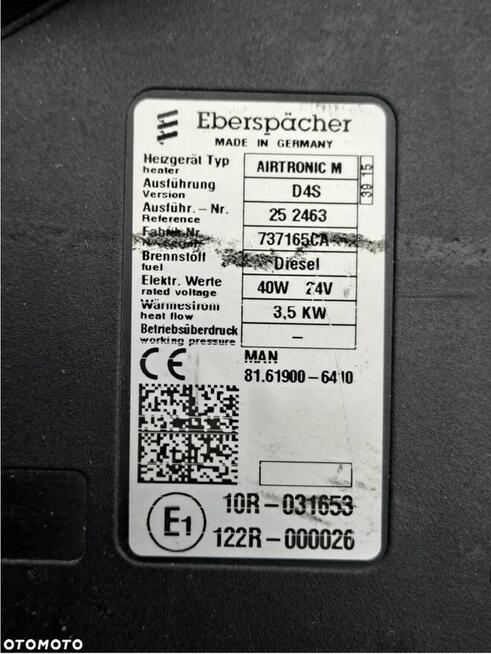 Eberspächer
MADE IN GERMANY
Heizgerät Typ AIRTRONIC M 39 15
heater
Ausführung D4S
Version
Ausführ.-Nr. 25 2463
Reference
Fabrik-Nr. 737165CA
Brennstoff Diesel
fuel
Elektr. Werte 40W 24V
rated voltage
Wärmestrom 3,5 KW
heat flow
Betriebsüberdruck –
working pressure
CE MAN
81.61900-6410
10R-031653
E1
122R-000026
OTOMOTO